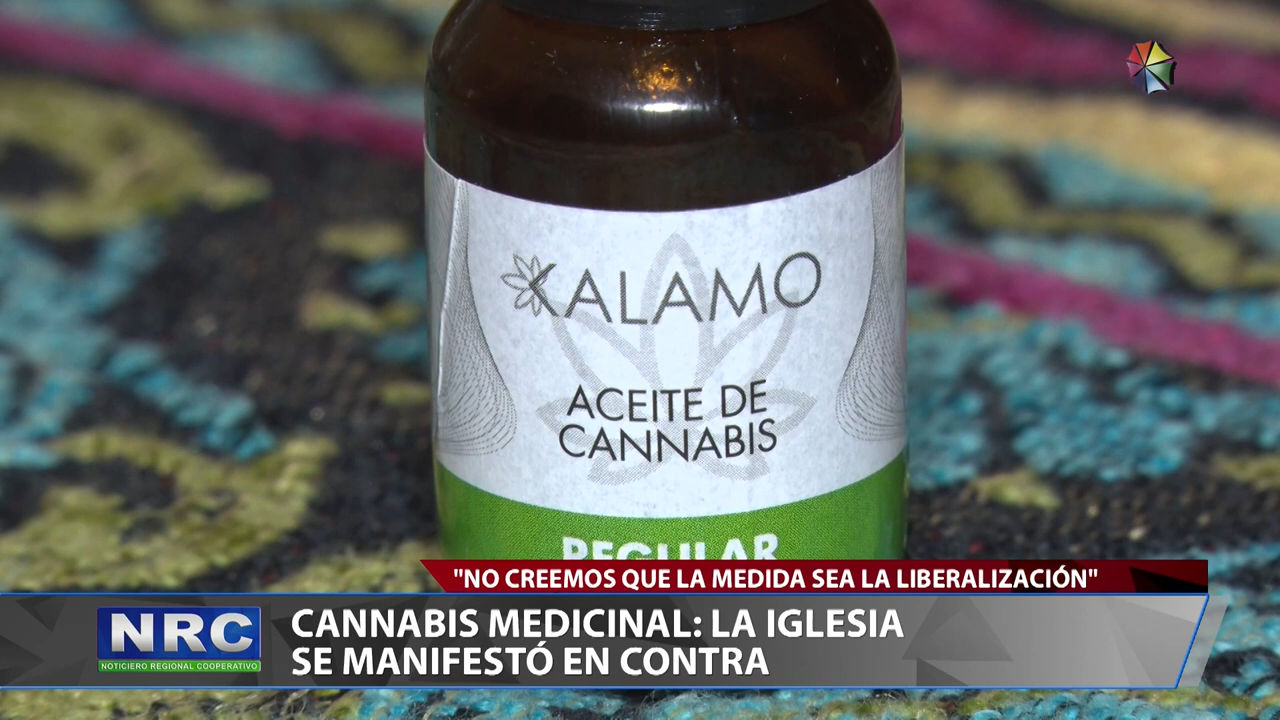 KALAMO
ACEITE DE
CANNABIS
REGULAR
"NO CREEMOS QUE LA MEDIDA SEA LA LIBERALIZACIÓN"
NRC
NOTICIERO REGIONAL COOPERATIVO
CANNABIS MEDICINAL: LA IGLESIA
SE MANIFESTÓ EN CONTRA